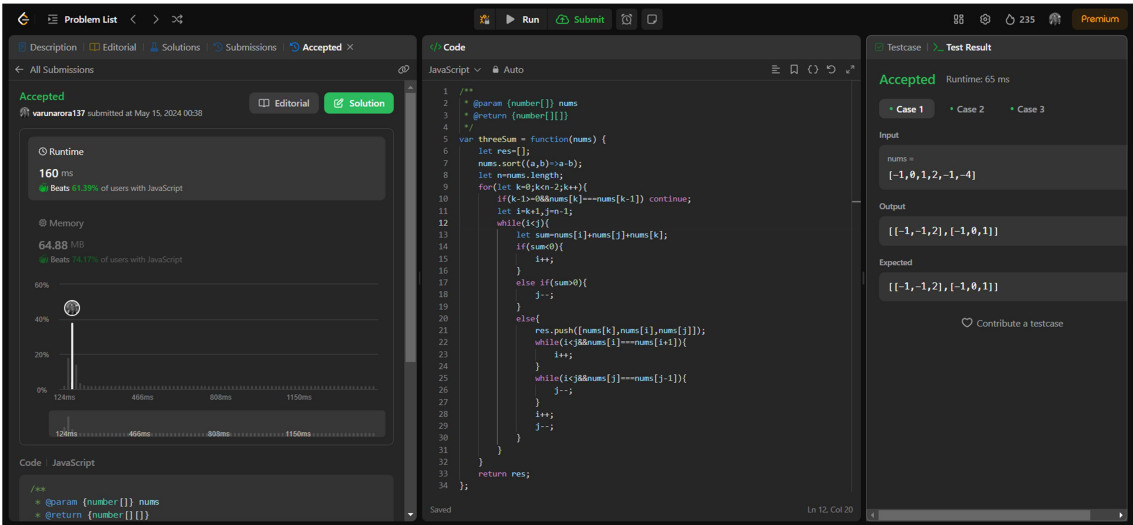 Problem List
Run
Submit
235
Premium
Description | Editorial | Solutions | Submissions | Accepted ×
← All Submissions
Accepted
varunarora137 submitted at May 15, 2024 00:38
Editorial
Solution
Runtime
160 ms
Beats 61.39% of users with JavaScript
Memory
64.88 MB
Beats 74.17% of users with JavaScript
60%
40%
20%
0%
124ms 466ms 808ms 1150ms
124ms 466ms 808ms 1150ms
Code | JavaScript
/**
* @param {number[]} nums
* @return {number[][]}
</> Code
JavaScript Auto
1 /**
2 * @param {number[]} nums
3 * @return {number[][]}
4 */
5 var threeSum = function(nums) {
6 let res=[];
7 nums.sort((a,b)=>a-b);
8 let n=nums.length;
9 for(let k=0;k<n-2;k++){
10 if(k-1>=0&&nums[k]===nums[k-1]) continue;
11 let i=k+1,j=n-1;
12 while(i<j){
13 let sum=nums[i]+nums[j]+nums[k];
14 if(sum<0){
15 i++;
16 }
17 else if(sum>0){
18 j--;
19 }
20 else{
21 res.push([nums[k],nums[i],nums[j]]);
22 while(i<j&&nums[i]===nums[i+1]){
23 i++;
24 }
25 while(i<j&&nums[j]===nums[j-1]){
26 j--;
27 }
28 i++;
29 j--;
30 }
31 }
32 }
33 return res;
34 };
Saved
Ln 12, Col 20
Testcase | >_ Test Result
Accepted Runtime: 65 ms
• Case 1 • Case 2 • Case 3
Input
nums =
[-1,0,1,2,-1,-4]
Output
[[-1,-1,2],[-1,0,1]]
Expected
[[-1,-1,2],[-1,0,1]]
Contribute a testcase